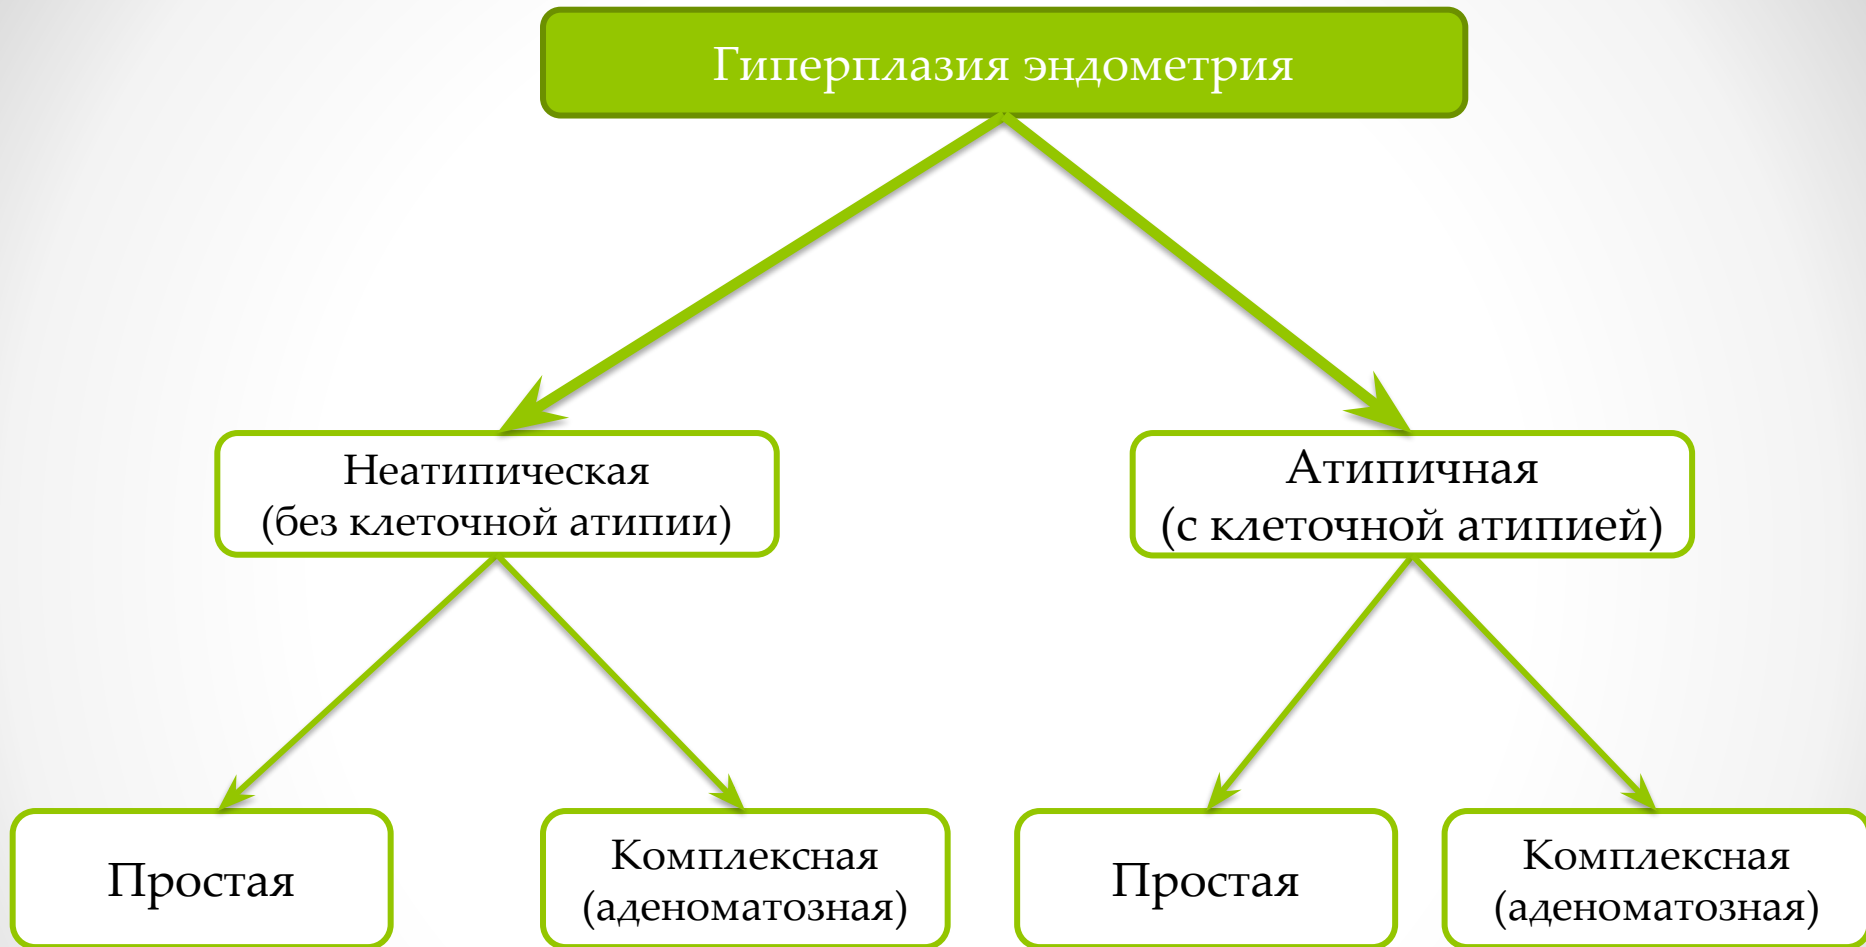 Гиперплазия эндометрия
Неатипическая
(без клеточной атипии)
Атипичная
(с клеточной атипией)
Простая
Комплексная
(аденоматозная)
Простая
Комплексная
(аденоматозная)